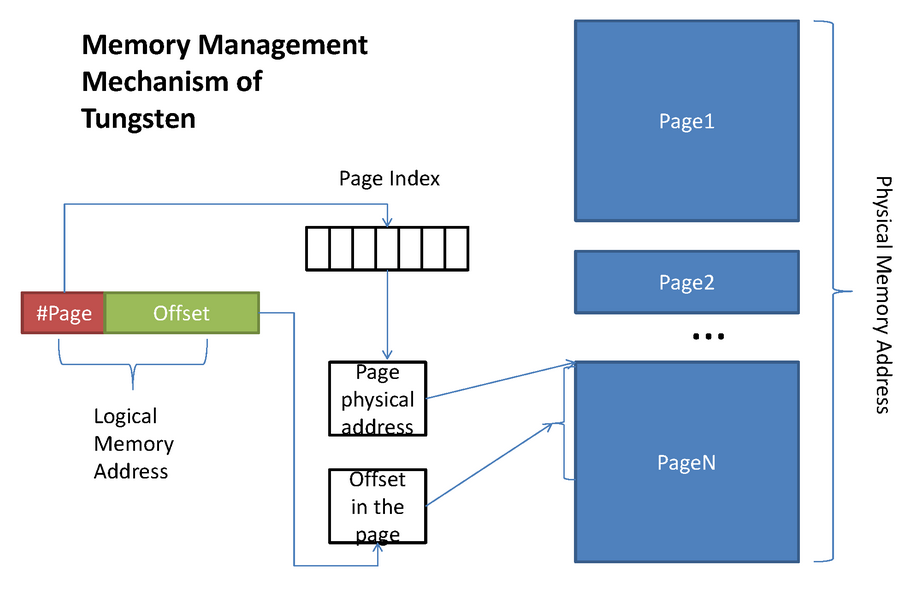 Memory Management
Mechanism of
Tungsten
Page Index
#Page
Offset
Logical
Memory
Address
Page
physical
address
Offset
in the
page
Page1
Page2
...
PageN
Physical Memory Address